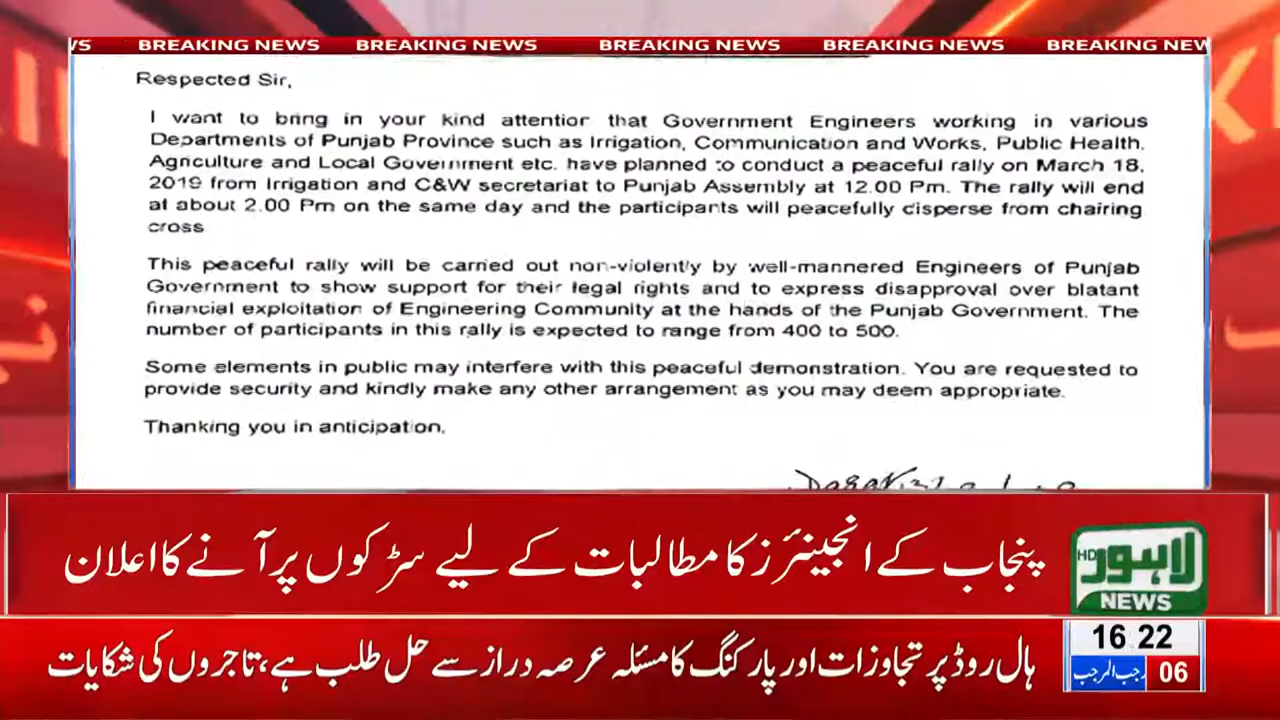 BREAKING NEWS BREAKING NEWS BREAKING NEWS BREAKING NEWS
Respected Sir,
I want to bring in your kind attentior that Government Engineers working in various
Departments of Punjab Province such as Irrigation, Communication and Works, Public Health,
Agriculture and Local Government etc. have planned to conduct a peaceful rally on March 18,
2019 from Irrigation and C&W secretariat to Punjab Assembly at 12.00 Pm. The rally will end
at about 2.00 Pm on the same day and the participants will peacefully disperse from chairing
cross
This peaceful rally will be carried out non-violently by well-mannered Engineers of Punjab
Government to show support for their legal rights and to express disapproval over blatant
financial exploitation of Engineering Community at the hands of the Punjab Government. The
number of participants in this rally is expected to range from 400 to 500.
Some elements in public may interfere with this peaceful demonstration. You are requested to
provide security and kindly make any other arrangement as you may deem appropriate.
Thanking you in anticipation.
پنجاب کے انجینئرز کا مطالبات کے لیے سڑکوں پر آنے کا اعلان
HD لاہور
NEWS
16 22
ہال روڈ پر تجاوزات اور پارکنگ کا مسئلہ عرصہ دراز سے حل طلب ہے، تاجروں کی شکایات
رجب المرجب 06